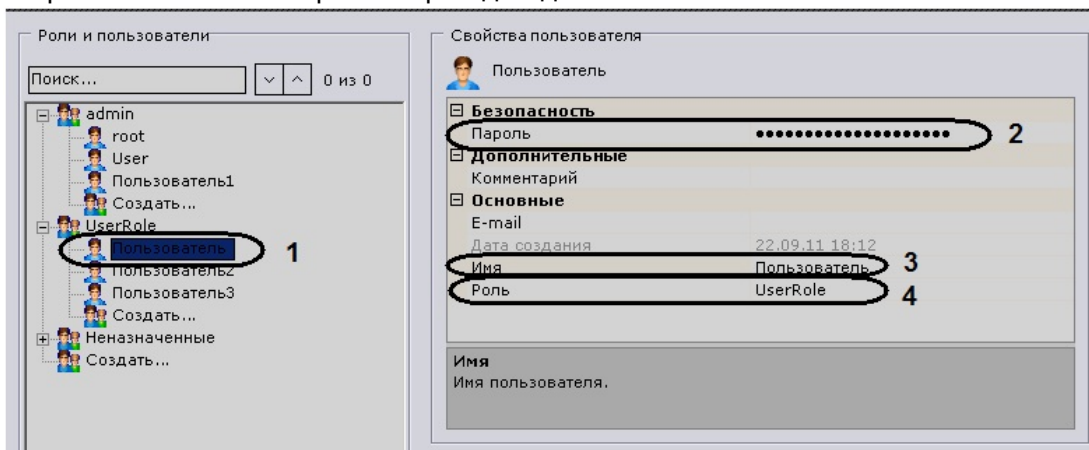 Роли и пользователи
Поиск...
0 из 0
admin
root
User
Пользователь1
Создать...
UserRole
Пользователь
1
Пользователь2
Пользователь3
Создать...
Неназначенные
Создать...
Свойства пользователя
Пользователь
Безопасность
Пароль •••••••••••••••••••• 2
Дополнительные
Комментарий
Основные
E-mail
Дата создания 22.09.11 18:12
Имя Пользователь 3
Роль UserRole 4
Имя
Имя пользователя.